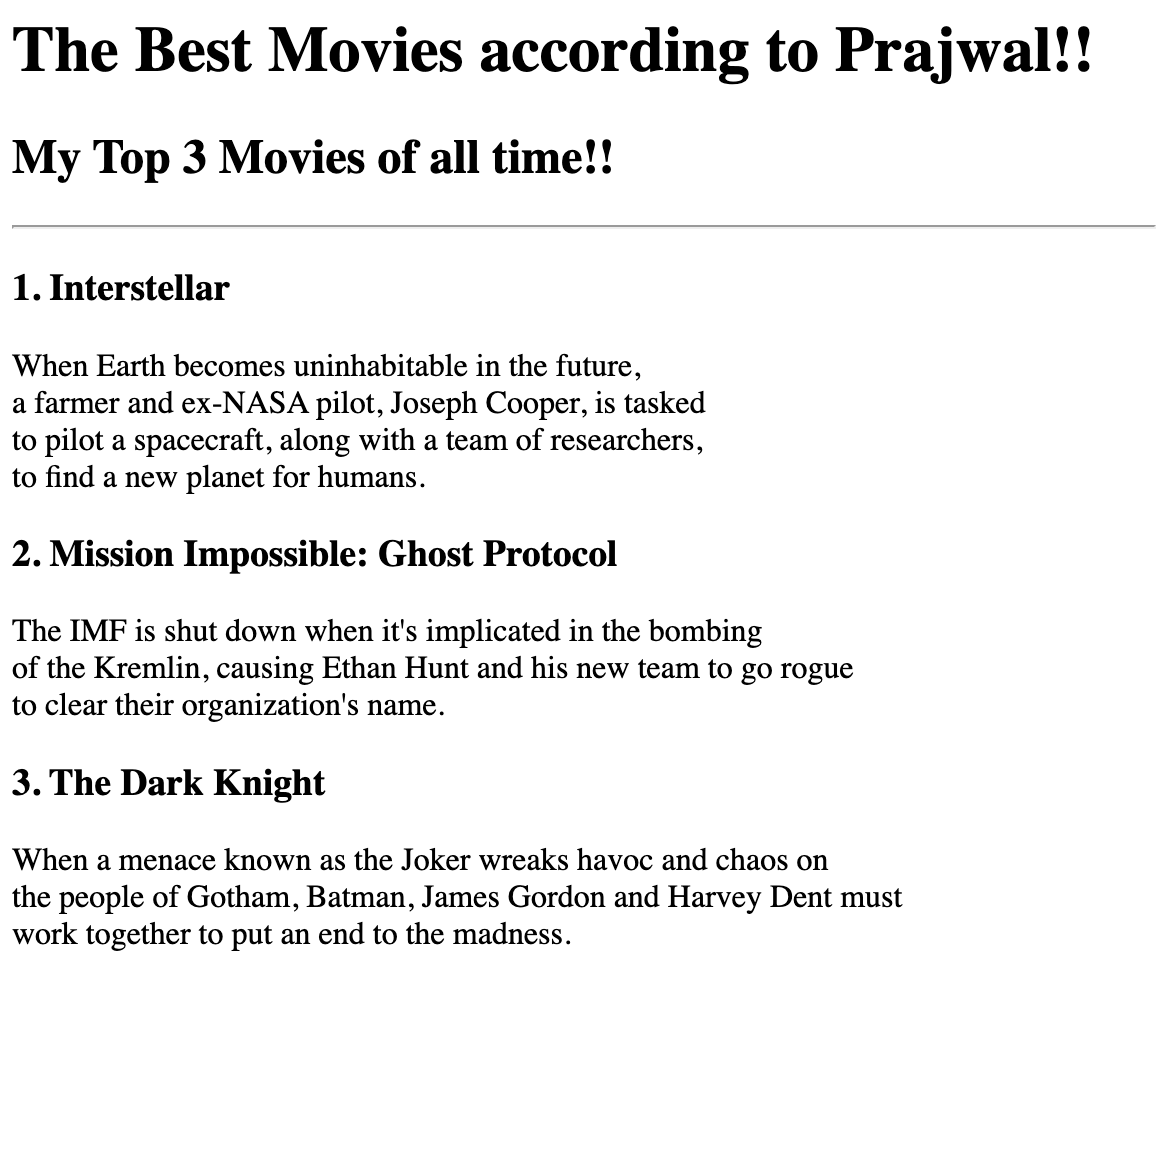 The Best Movies according to Prajwal!!
My Top 3 Movies of all time!!
1. Interstellar
When Earth becomes uninhabitable in the future,
a farmer and ex-NASA pilot, Joseph Cooper, is tasked
to pilot a spacecraft, along with a team of researchers,
to find a new planet for humans.
2. Mission Impossible: Ghost Protocol
The IMF is shut down when it's implicated in the bombing
of the Kremlin, causing Ethan Hunt and his new team to go rogue
to clear their organization's name.
3. The Dark Knight
When a menace known as the Joker wreaks havoc and chaos on
the people of Gotham, Batman, James Gordon and Harvey Dent must
work together to put an end to the madness.